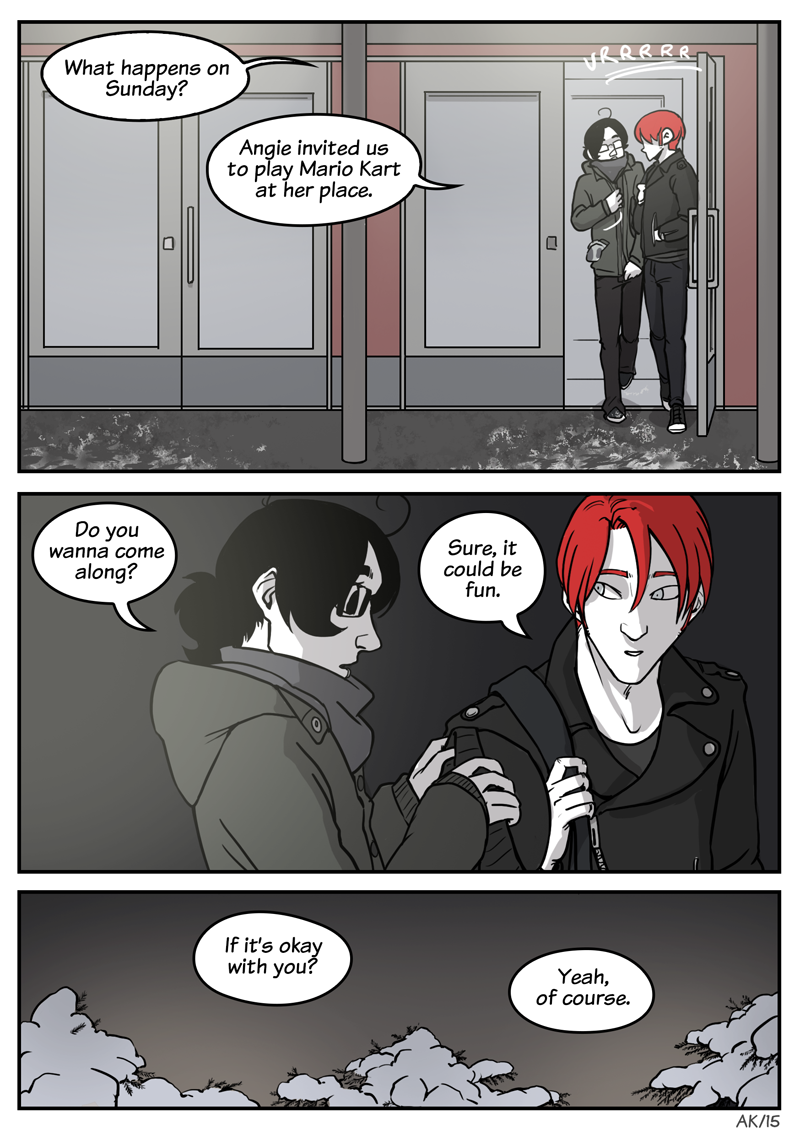 VRRRRR
What happens on
Sunday?
Angie invited us
to play Mario Kart
at her place.
Do you
wanna come
along?
Sure, it
could be
fun.
If it's okay
with you?
Yeah,
of course.
AK/15